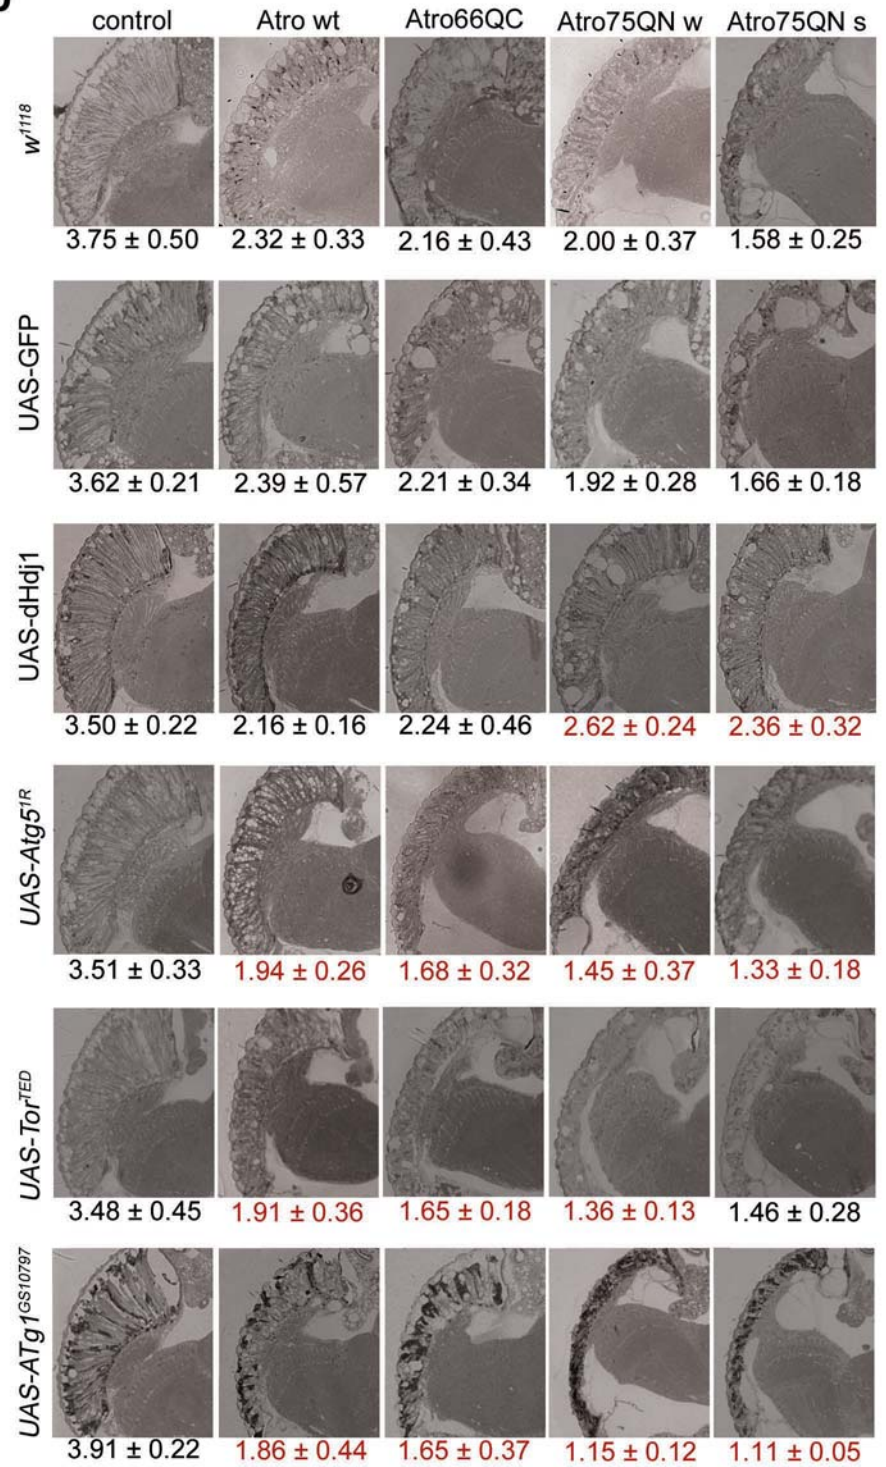 control Atro wt Atro66QC Atro75QN w Atro75QN s
w1118
3.75 ± 0.50 2.32 ± 0.33 2.16 ± 0.43 2.00 ± 0.37 1.58 ± 0.25
UAS-GFP
3.62 ± 0.21 2.39 ± 0.57 2.21 ± 0.34 1.92 ± 0.28 1.66 ± 0.18
UAS-dHdj1
3.50 ± 0.22 2.16 ± 0.16 2.24 ± 0.46 2.62 ± 0.24 2.36 ± 0.32
UAS-Atg51R
3.51 ± 0.33 1.94 ± 0.26 1.68 ± 0.32 1.45 ± 0.37 1.33 ± 0.18
UAS-TorTED
3.48 ± 0.45 1.91 ± 0.36 1.65 ± 0.18 1.36 ± 0.13 1.46 ± 0.28
UAS-ATg1GS10797
3.91 ± 0.22 1.86 ± 0.44 1.65 ± 0.37 1.15 ± 0.12 1.11 ± 0.05